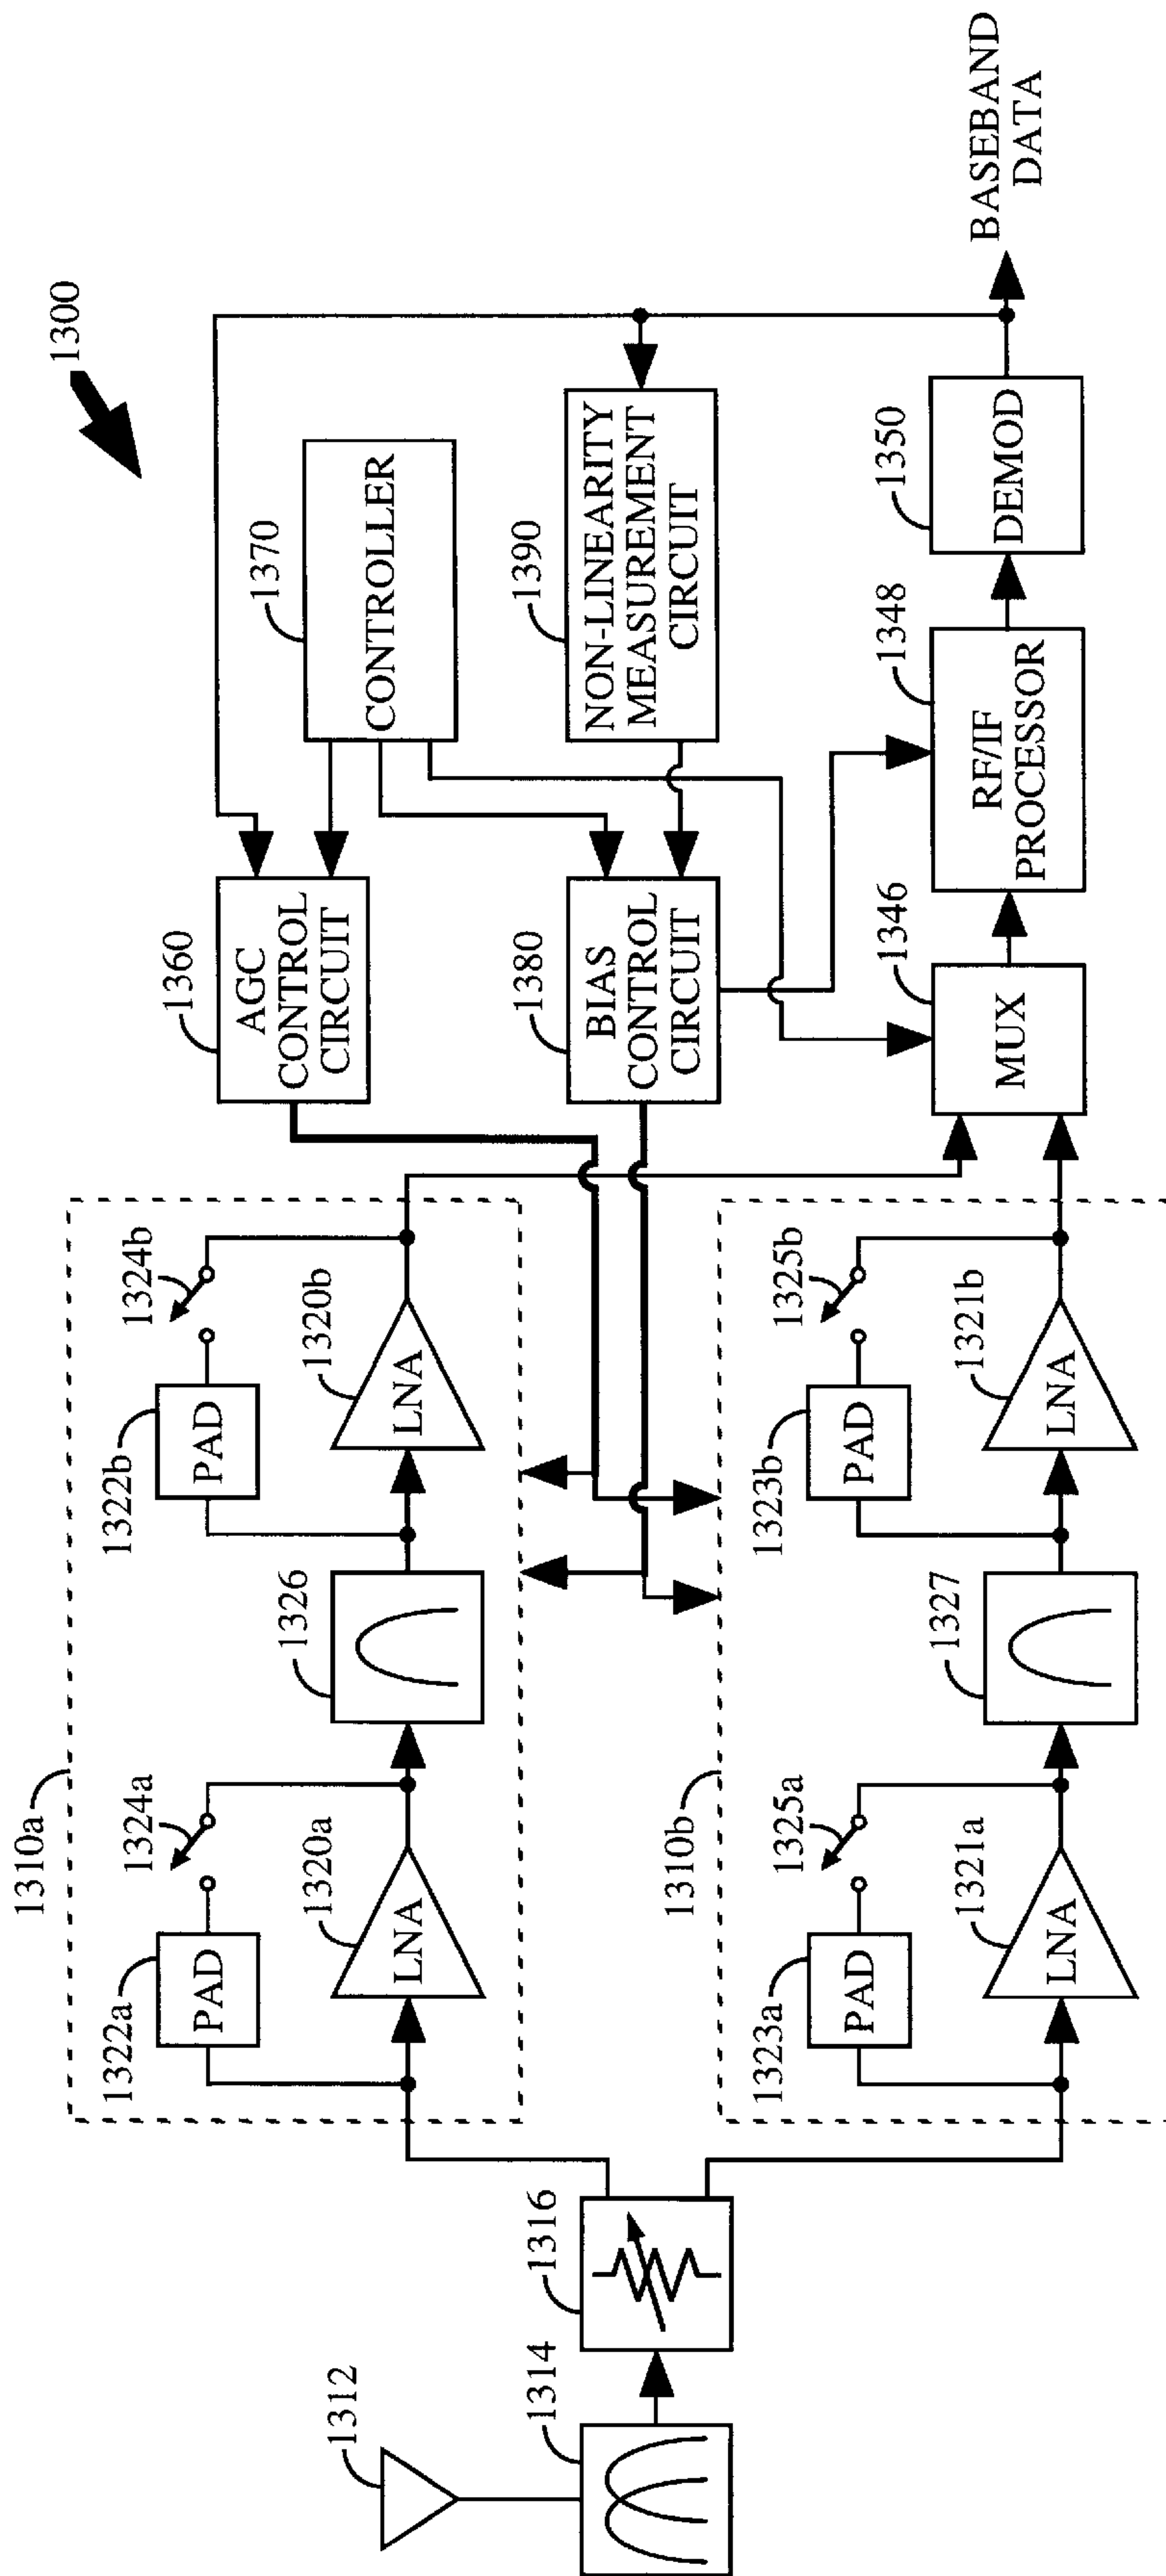 1300
1310a
1322a
PAD
1324a
1320a
LNA
1326
1322b
PAD
1324b
1320b
LNA
1360
AGC
CONTROL
CIRCUIT
1370
CONTROLLER
1380
BIAS
CONTROL
CIRCUIT
1390
NON-LINEARITY
MEASUREMENT
CIRCUIT
1312
1314
1316
1310b
1323a
PAD
1325a
1321a
LNA
1327
1323b
PAD
1325b
1321b
LNA
1346
MUX
1348
RF/IF
PROCESSOR
1350
DEMOD
BASEBAND
DATA